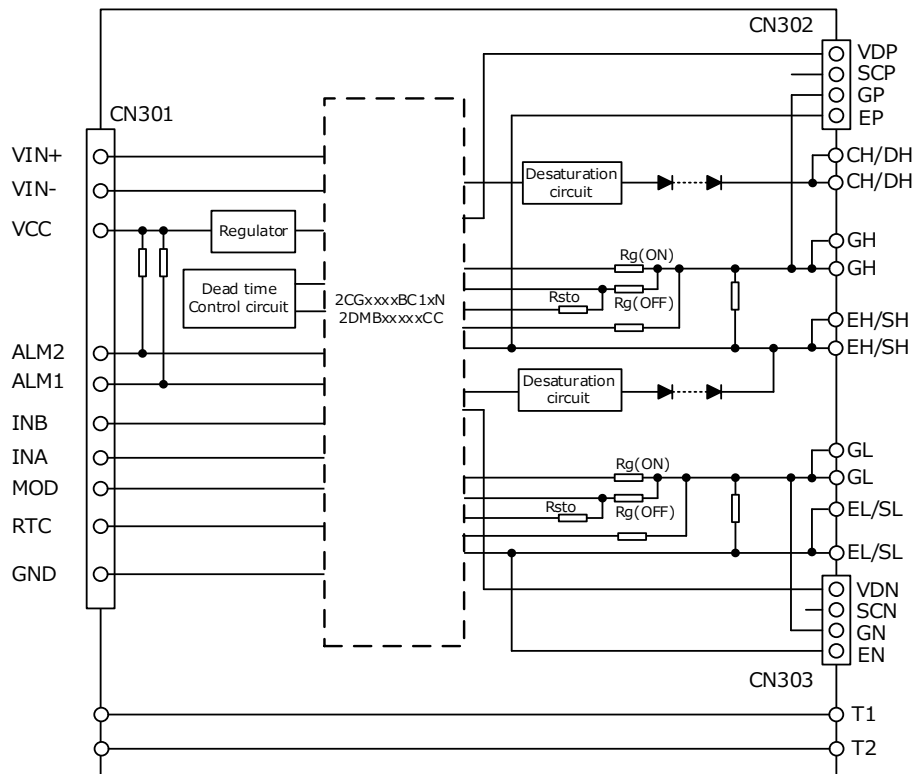 CN302
VDP
SCP
GP
EP
CN301
VIN+
VIN-
VCC
CH/DH
CH/DH
Desaturation
circuit
Regulator
GH
GH
Rg(ON)
Dead time
Control circuit
2CGxxxxBC1xN
2DMBxxxxxCC
Rsto
Rg(OFF)
EH/SH
EH/SH
ALM2
ALM1
Desaturation
circuit
INB
INA
MOD
RTC
GND
GL
GL
Rg(ON)
Rsto
Rg(OFF)
EL/SL
EL/SL
VDN
SCN
GN
EN
CN303
T1
T2